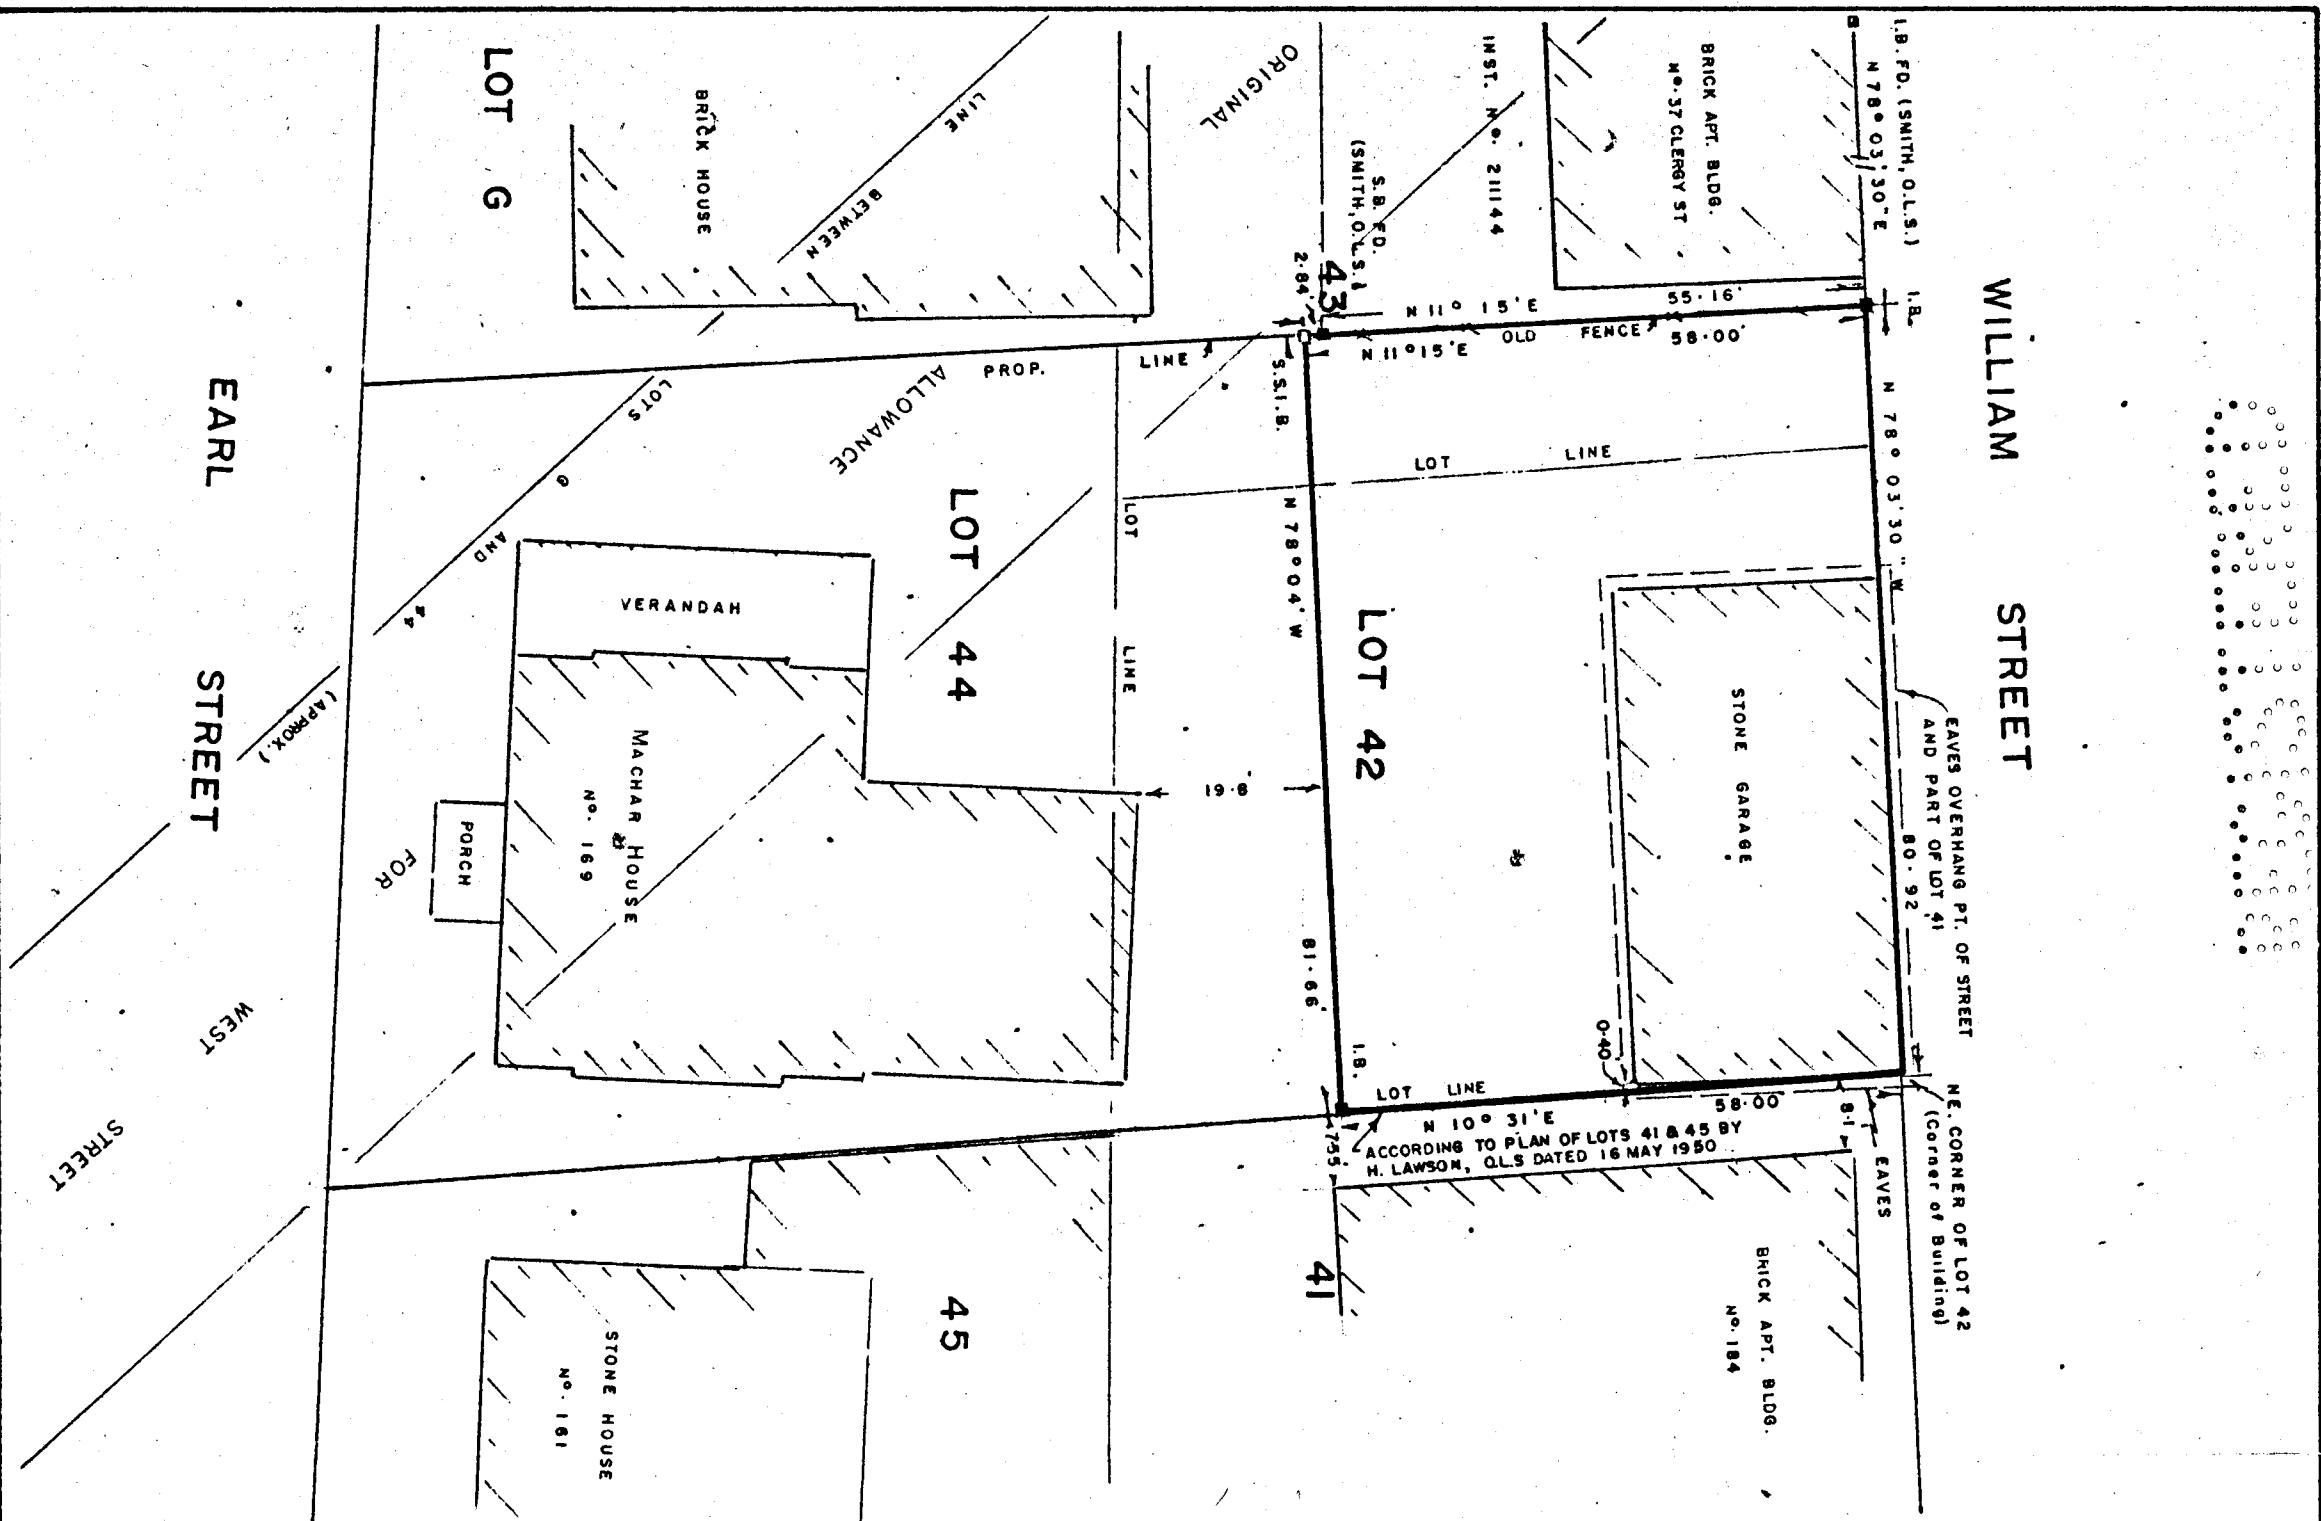 WILLIAM STREET
I.B. FD. (SMITH, O.L.S.)
N 78° 03' 30" E
I.B.
N 78° 03' 30" W
80.92
EAVES OVERHANG PT. OF STREET
AND PART OF LOT 41
NE. CORNER OF LOT 42
(Corner of Building)
BRICK APT. BLDG.
Nº. 37 CLERGY ST
INST. Nº. 211144
S.B. FD.
(SMITH, O.L.S.)
43
2.84'
55.16'
N 11° 15' E
OLD FENCE
58.00'
N 11° 15' E
S.S.I.B.
LOT LINE
STONE GARAGE
LOT 42
N 78° 04' W
81.66'
I.B.
0.40
LOT LINE
58.00
8.1
EAVES
N 10° 31' E
ACCORDING TO PLAN OF LOTS 41 & 45 BY
H. LAWSON, O.L.S DATED 16 MAY 1950
7.55'
BRICK APT. BLDG.
Nº. 184
41
ORIGINAL ALLOWANCE FOR WEST STREET
PROP. LINE
LOT LINE
19.8'
LOT 44
VERANDAH
MACHAR HOUSE
Nº. 169
PORCH
45
STONE HOUSE
Nº. 161
BRICK HOUSE
LOT G
LINE BETWEEN LOTS G AND 44 (APPROX.)
EARL STREET